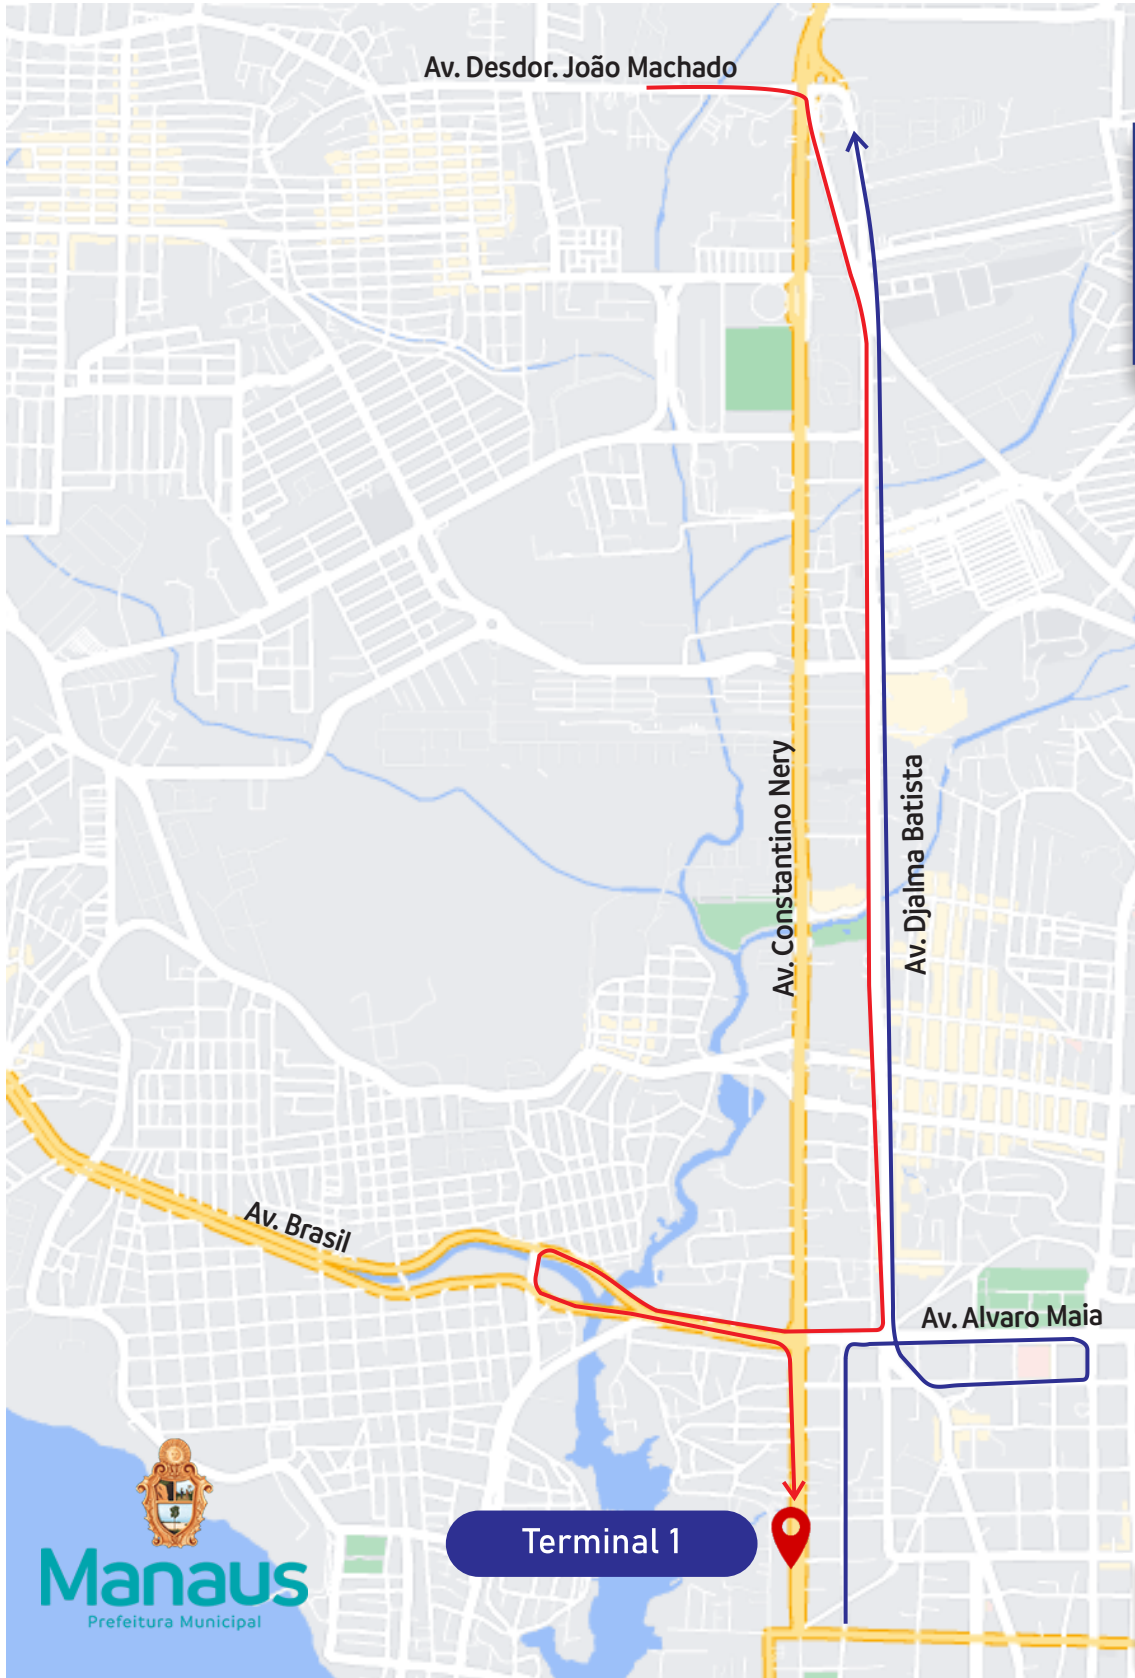 Av. Desdor. João Machado
Av. Constantino Nery
Av. Djalma Batista
Av. Brasil
Av. Alvaro Maia
Terminal 1
Manaus
Prefeitura Municipal